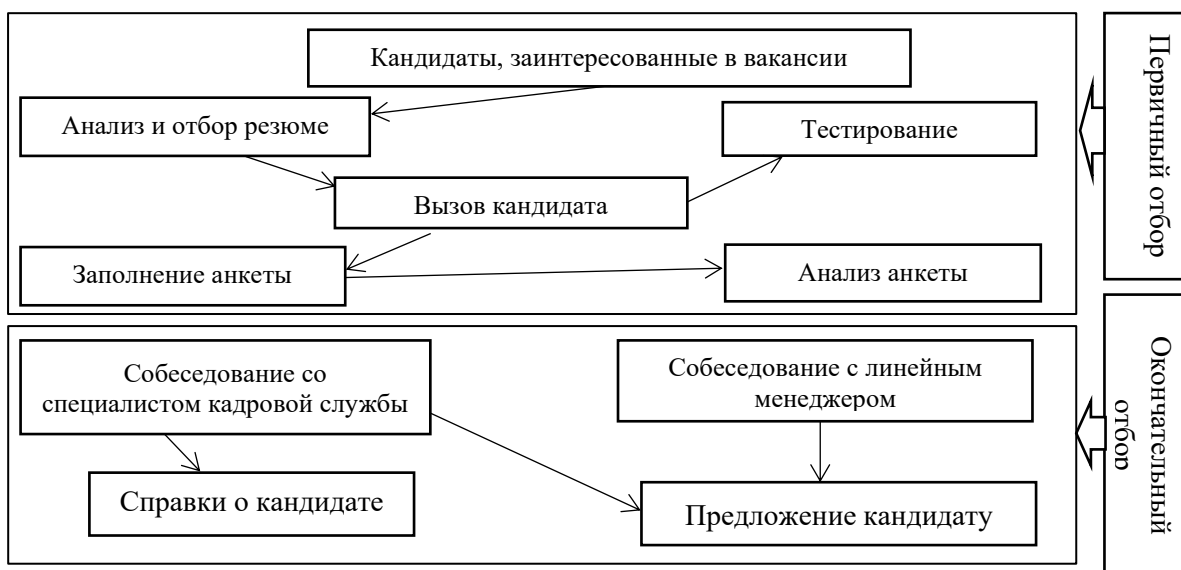 Кандидаты, заинтересованные в вакансии
Анализ и отбор резюме
Тестирование
Вызов кандидата
Заполнение анкеты
Анализ анкеты
Первичный отбор
Собеседование со
специалистом кадровой службы
Собеседование с линейным
менеджером
Справки о кандидате
Предложение кандидату
Окончательный
отбор